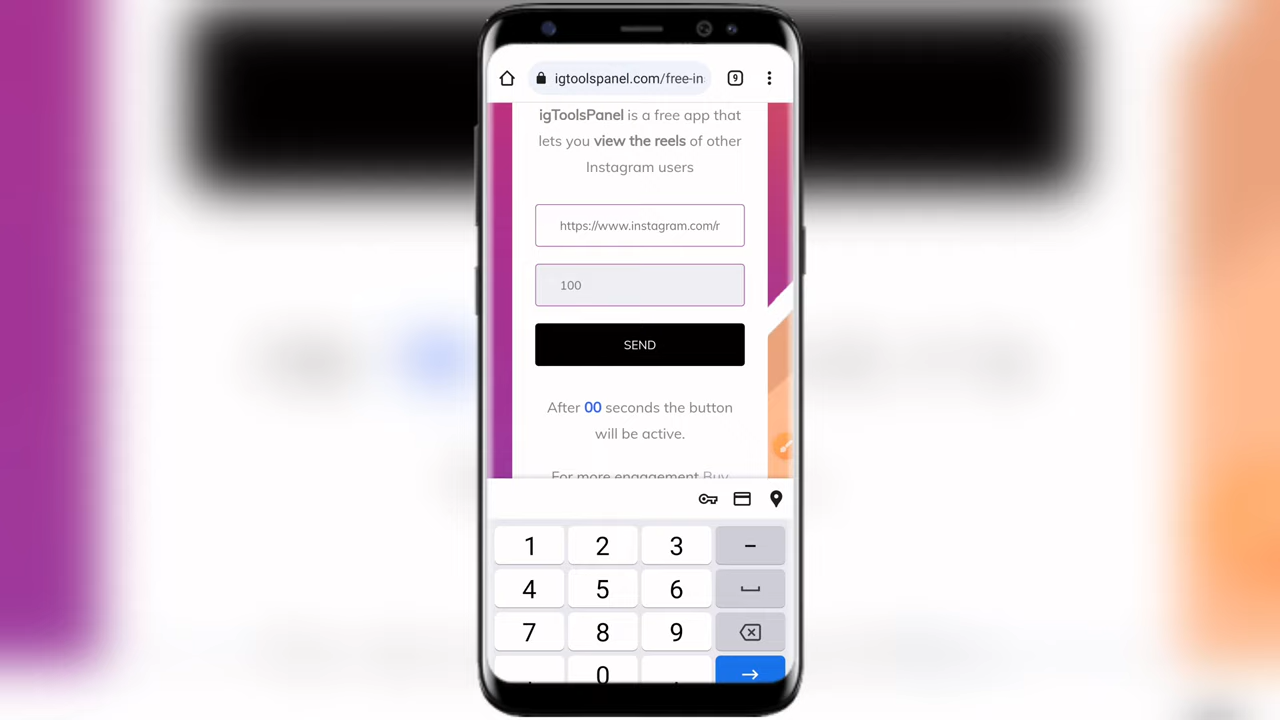 9
igtoolspanel.com/free-in
igToolsPanel is a free app that
lets you view the reels of other
Instagram users
https://www.instagram.com/r
100
SEND
After 00 seconds the button
will be active.
For more engagement Buy
1 2 3 -
4 5 6
7 8 9
0